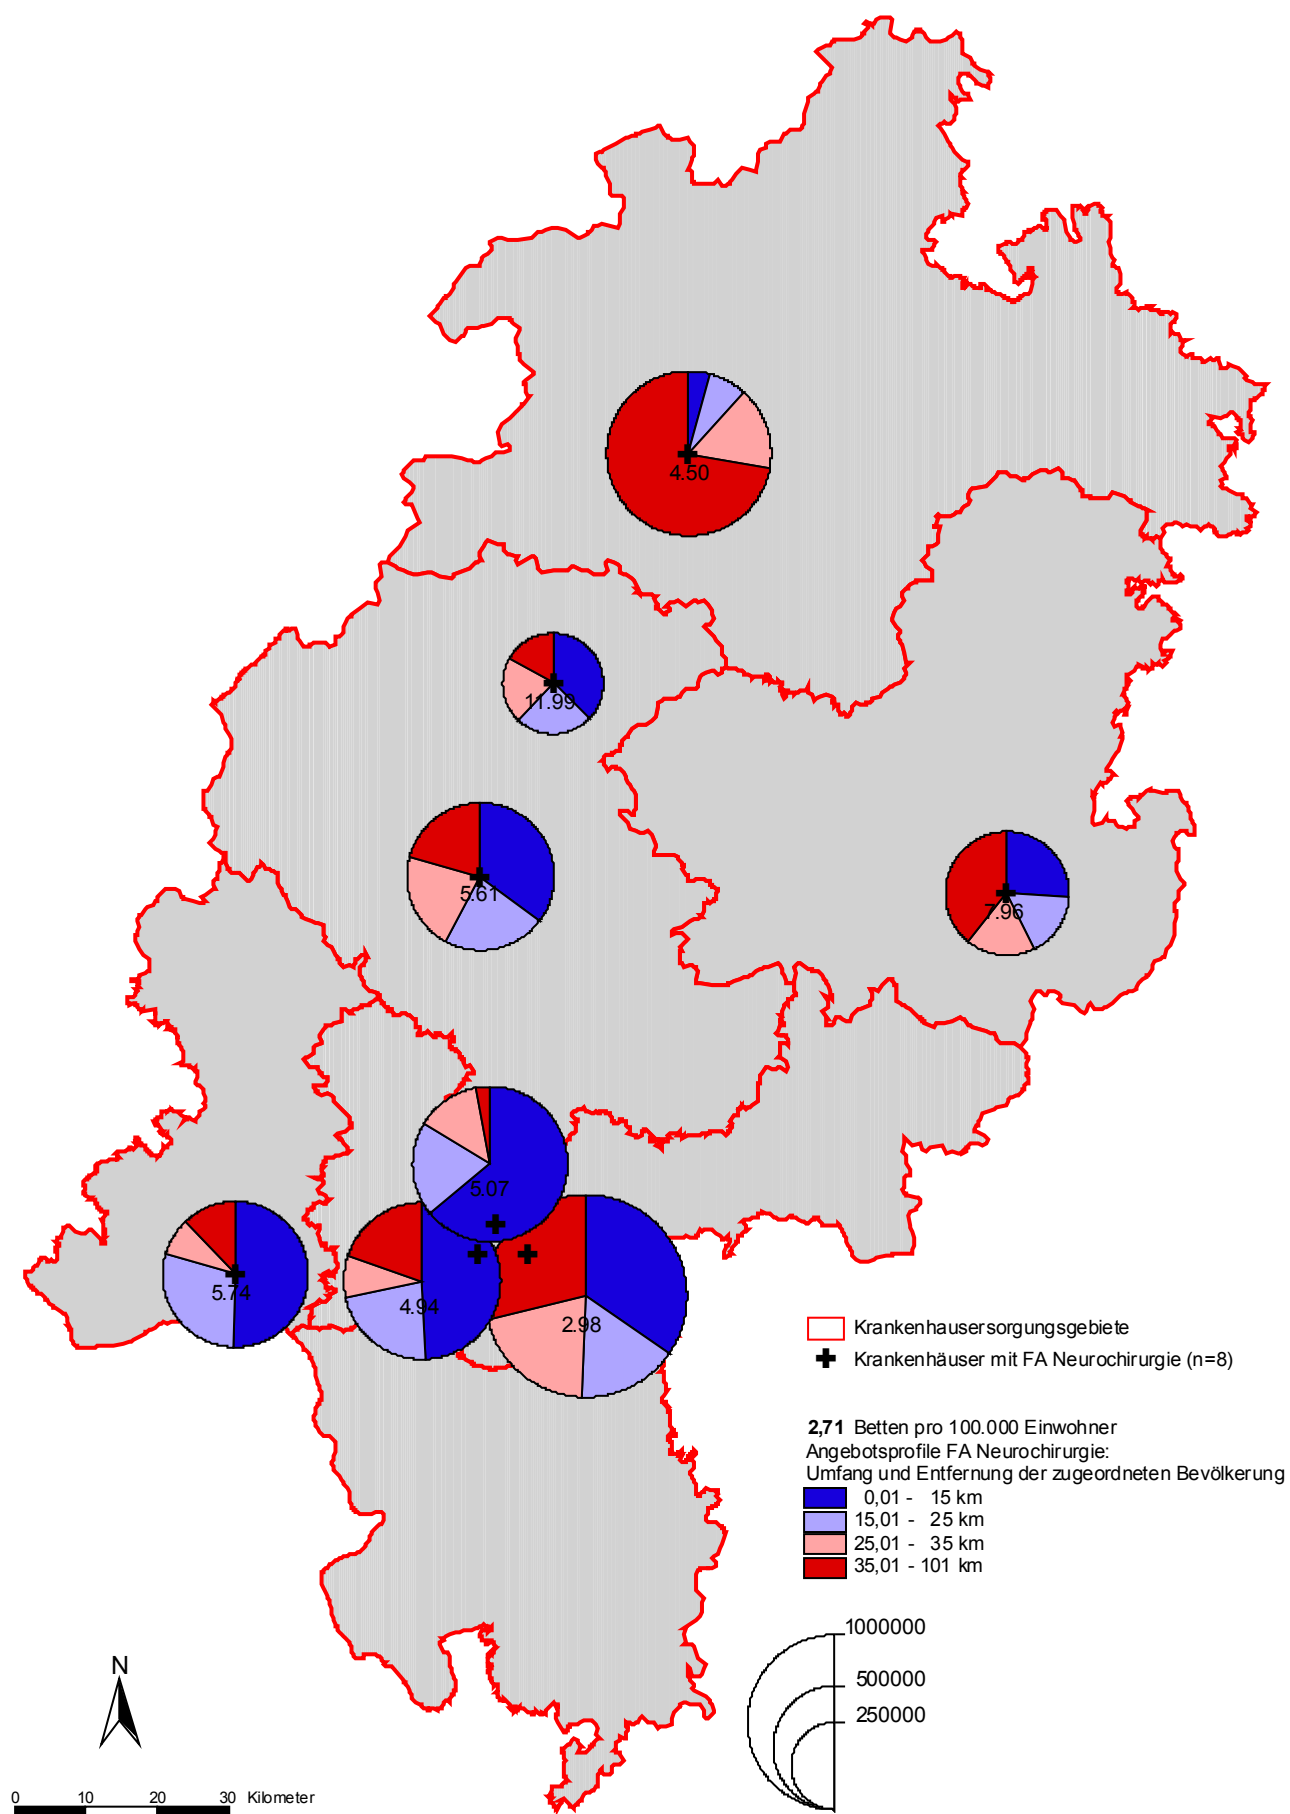 4.50
11.99
5.61
7.96
5.07
5.74
4.94
2.98
Krankenhausersorgungsgebiete
Krankenhäuser mit FA Neurochirurgie (n=8)
2,71 Betten pro 100.000 Einwohner
Angebotsprofile FA Neurochirurgie:
Umfang und Entfernung der zugeordneten Bevölkerung
0,01 - 15 km
15,01 - 25 km
25,01 - 35 km
35,01 - 101 km
1000000
500000
250000
N
0 10 20 30 Kilometer